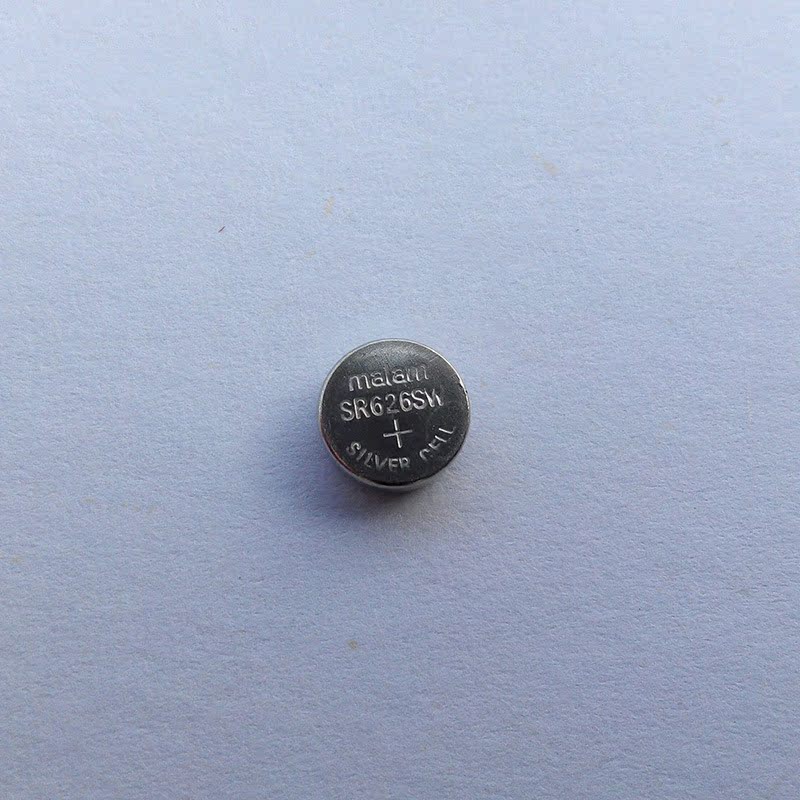 malam
SR626SW
+
SILVER CELL